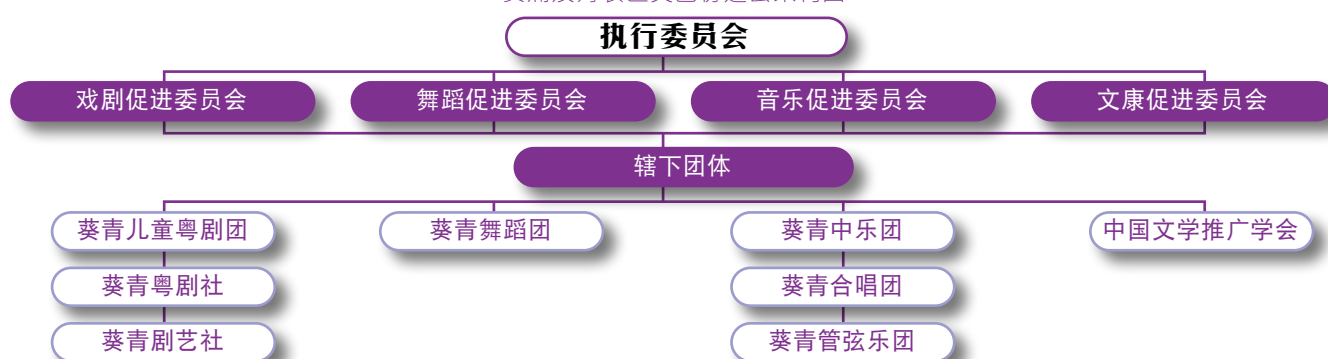 执行委员会
戏剧促进委员会
舞蹈促进委员会
音乐促进委员会
文康促进委员会
辖下团体
葵青儿童粤剧团
葵青舞蹈团
葵青中乐团
中国文学推广学会
葵青粤剧社
葵青合唱团
葵青剧艺社
葵青管弦乐团